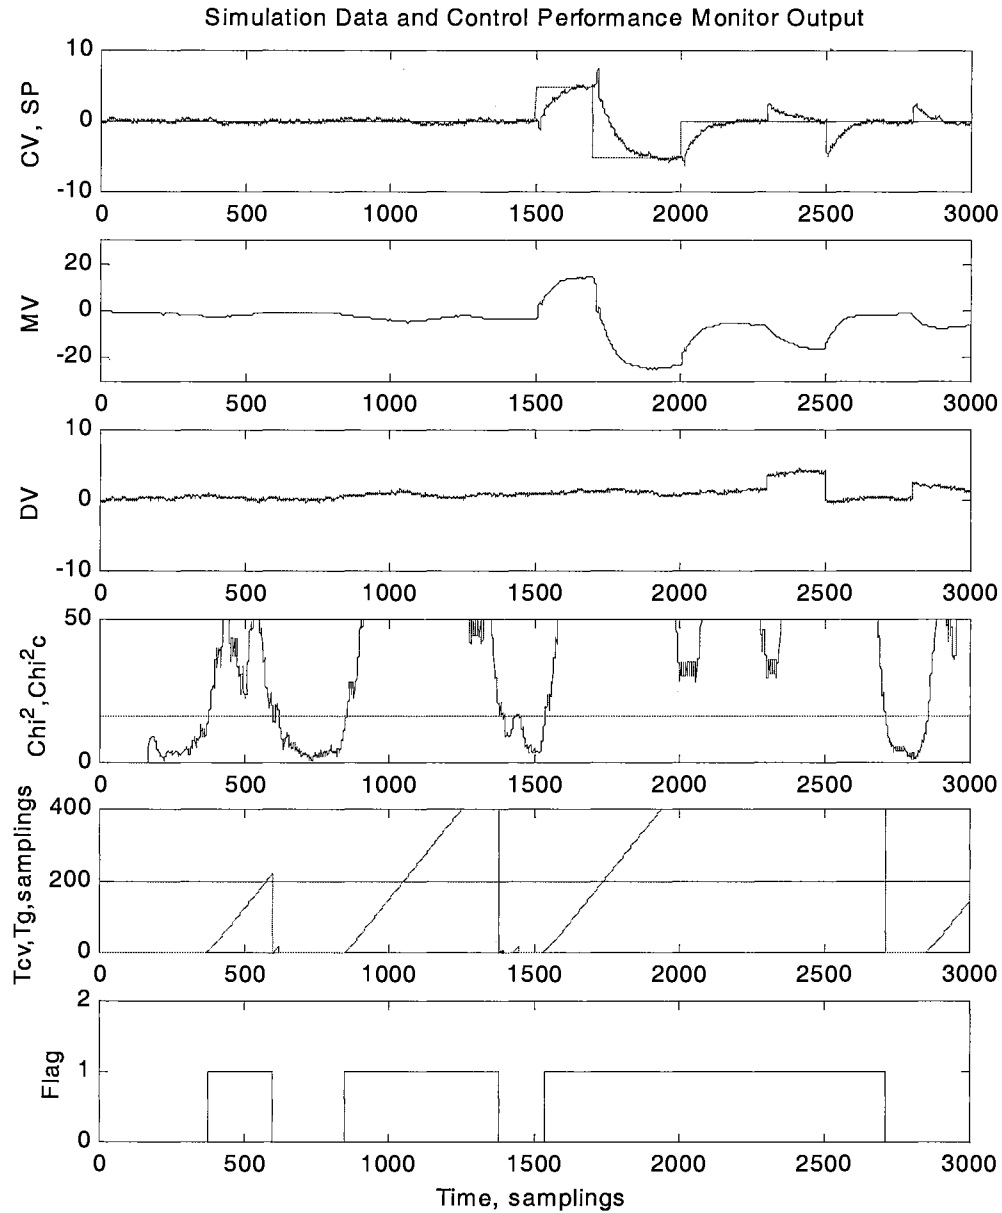 Simulation Data and Control Performance Monitor Output
10
0
-10
CV, SP
0 500 1000 1500 2000 2500 3000
20
0
-20
MV
0 500 1000 1500 2000 2500 3000
10
0
-10
DV
0 500 1000 1500 2000 2500 3000
50
0
Chi2,Chi2c
0 500 1000 1500 2000 2500 3000
400
200
0
Tcv,Tg,samplings
0 500 1000 1500 2000 2500 3000
2
1
0
Flag
0 500 1000 1500 2000 2500 3000
Time, samplings